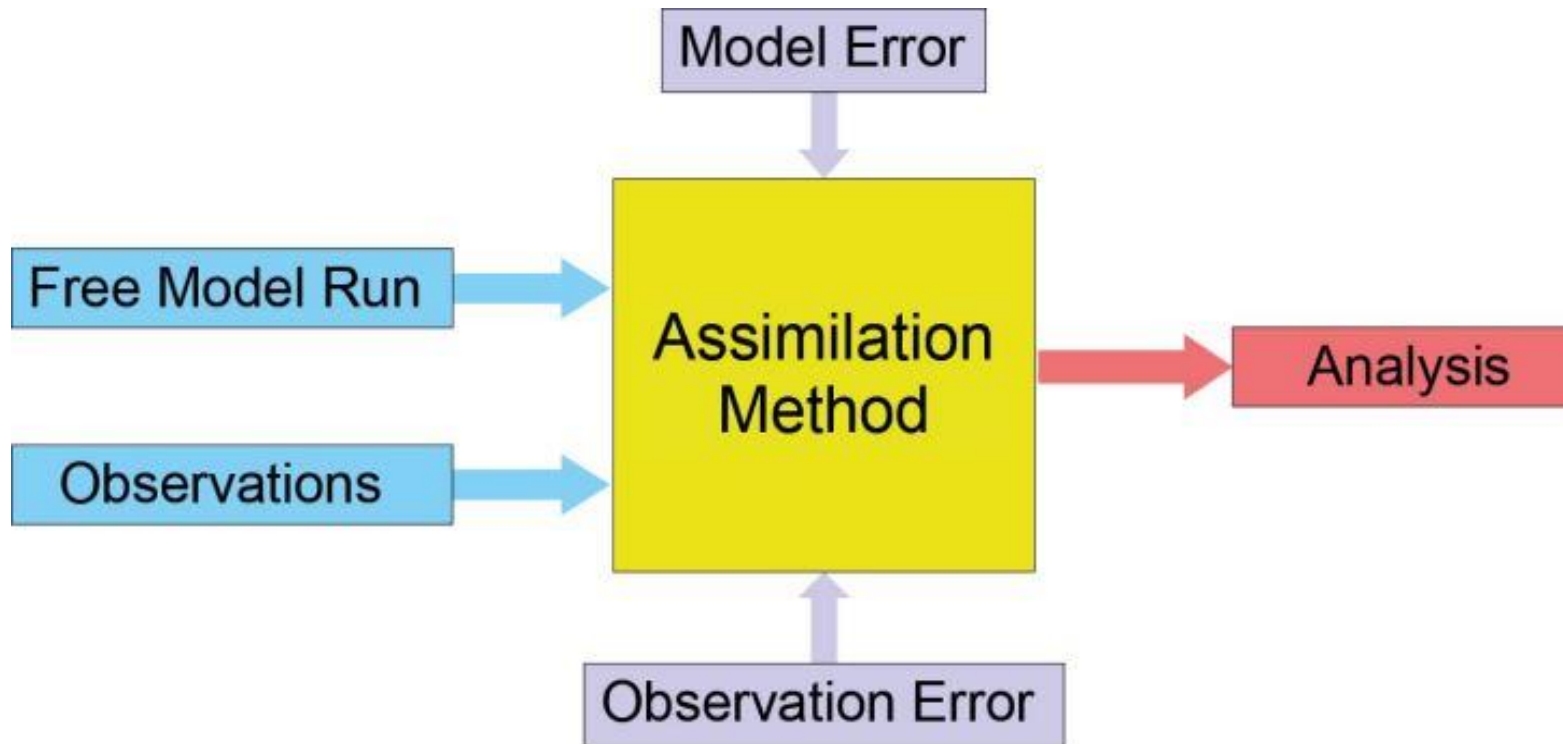 Model Error
Free Model Run
Assimilation
Method
Analysis
Observations
Observation Error